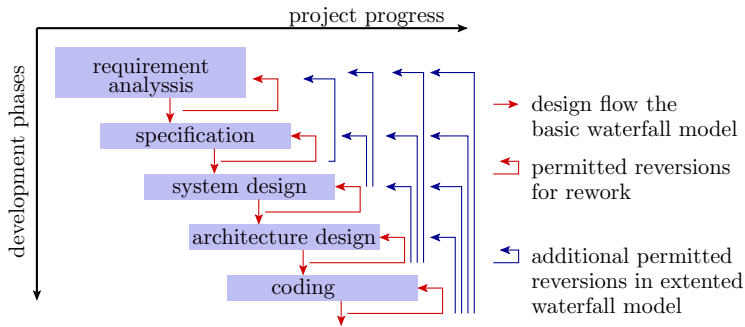 project progress
development phases
requirement
analyssis
specification
system design
architecture design
coding
design flow the
basic waterfall model
permitted reversions
for rework
additional permitted
reversions in extented
waterfall model